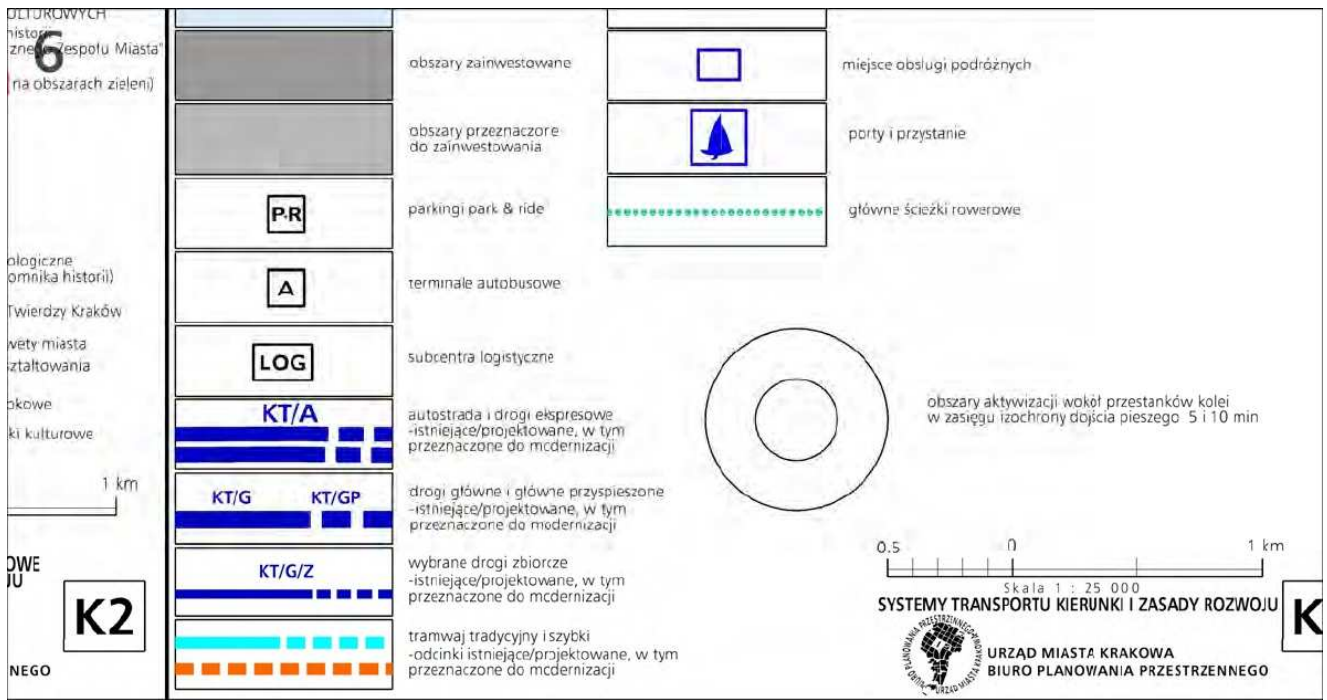 ULTUROWYCH
histori
znego Zespołu Miasta"
6
na obszarach zieleni)
ologiczne
omnika historii)
Twierdzy Kraków
wety miasta
ształtowania
okowe
ki kulturowe
1 km
OWE
JU
K2
NEGO
obszary zainwestowane
obszary przeznaczone
do zainwestowania
P·R
parkingi park & ride
A
terminale autobusowe
LOG
subcentra logistyczne
KT/A
autostrada i drogi ekspresowe
-istniejące/projektowane, w tym
przeznaczone do modernizacji
KT/G KT/GP
drogi główne i główne przyspieszone
-istniejące/projektowane, w tym
przeznaczone do modernizacji
KT/G/Z
wybrane drogi zbiorcze
-istniejące/projektowane, w tym
przeznaczone do modernizacji
tramwaj tradycyjny i szybki
-odcinki istniejące/projektowane, w tym
przeznaczone do modernizacji
miejsce obsługi podróżnych
porty i przystanie
główne ścieżki rowerowe
obszary aktywizacji wokół przestanków kolei
w zasięgu izochrony dojścia pieszego 5 i 10 min
0.5 0 1 km
Skala 1 : 25 000
SYSTEMY TRANSPORTU KIERUNKI I ZASADY ROZWOJU
K
URZĄD MIASTA KRAKOWA
BIURO PLANOWANIA PRZESTRZENNEGO